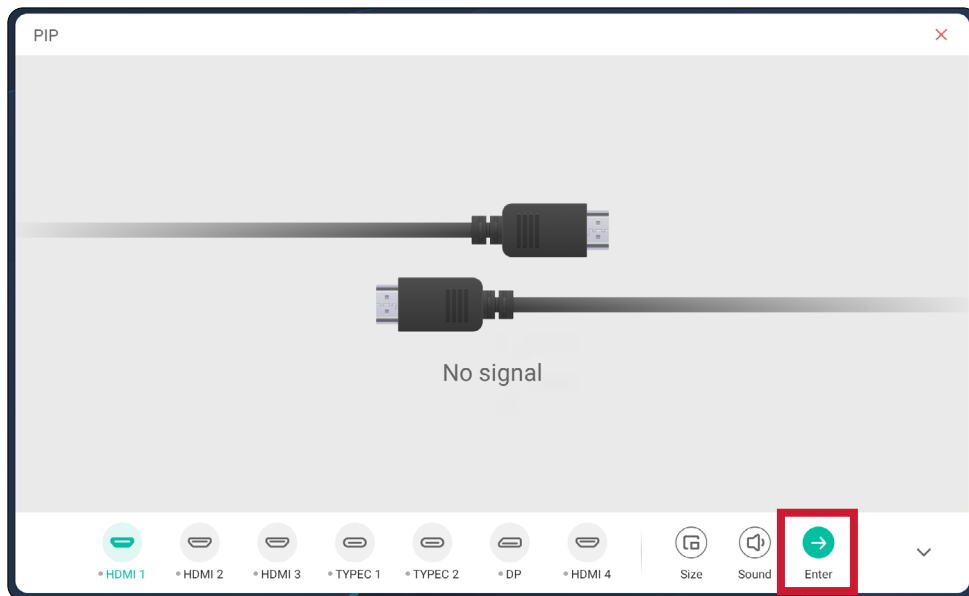 PIP
No signal
HDMI 1
HDMI 2
HDMI 3
TYPEC 1
TYPEC 2
DP
HDMI 4
Size
Sound
Enter